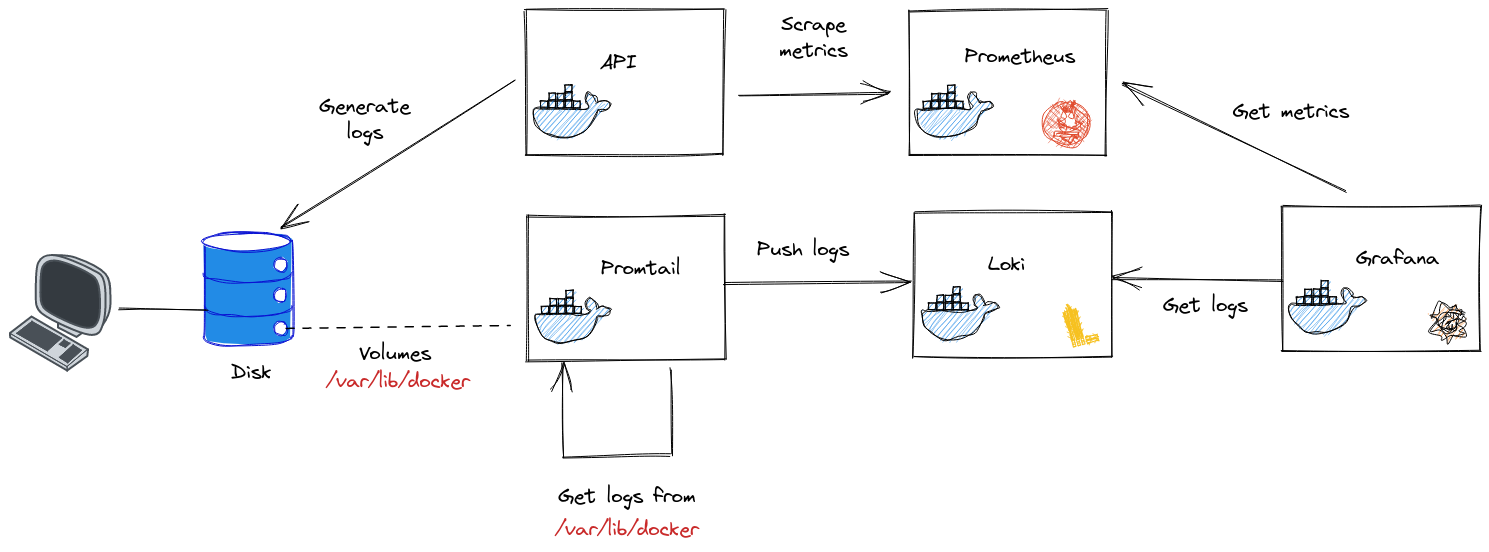 API
Scrape
metrics
Prometheus
Generate
logs
Get metrics
Promtail
Push logs
Loki
Grafana
Get logs
Disk
Volumes
/var/lib/docker
Get logs from
/var/lib/docker